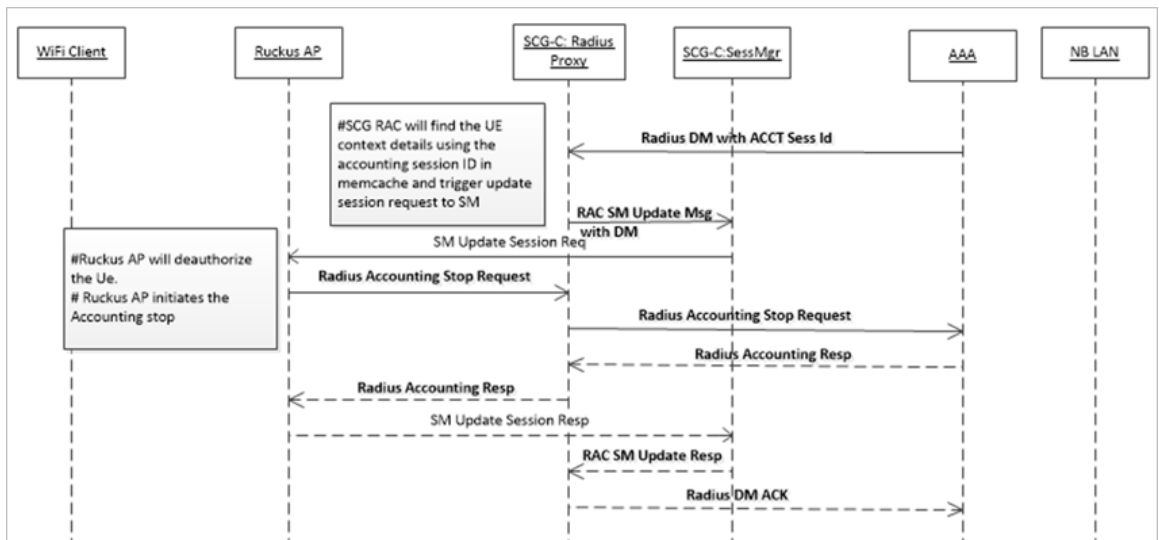 WiFi Client
Ruckus AP
SCG-C: Radius
Proxy
SCG-C:SessMgr
AAA
NB LAN
#SCG RAC will find the UE
context details using the
accounting session ID in
memcache and trigger update
session request to SM
Radius DM with ACCT Sess Id
RAC SM Update Msg
with DM
SM Update Session Req
#Ruckus AP will deauthorize
the Ue.
# Ruckus AP initiates the
Accounting stop
Radius Accounting Stop Request
Radius Accounting Stop Request
Radius Accounting Resp
Radius Accounting Resp
SM Update Session Resp
RAC SM Update Resp
Radius DM ACK